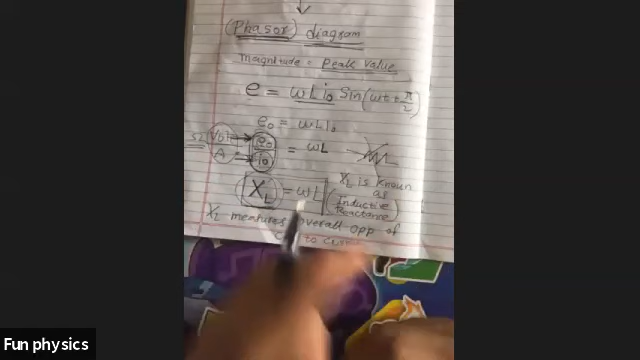 (Phasor) diagram
Magnitude = Peak Value
e = ωLi₀ Sin(ωt + π/2)
e₀ = ωLi₀
e₀/i₀ = ωL
A
X_L = ωL
X_L is known
as
(Inductive
Reactance)
X_L measures overall opp of
to
Fun physics